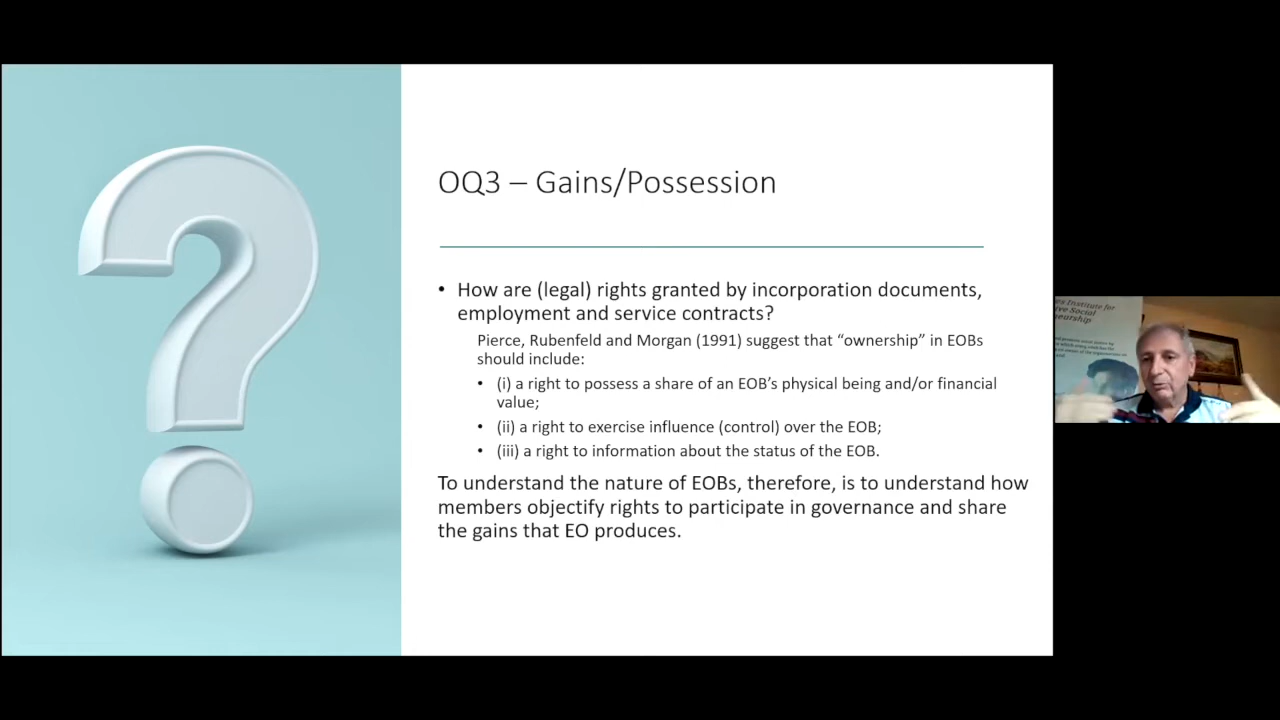 OQ3 – Gains/Possession
• How are (legal) rights granted by incorporation documents,
employment and service contracts?
Pierce, Rubenfeld and Morgan (1991) suggest that “ownership” in EOBs
should include:
• (i) a right to possess a share of an EOB’s physical being and/or financial
value;
• (ii) a right to exercise influence (control) over the EOB;
• (iii) a right to information about the status of the EOB.
To understand the nature of EOBs, therefore, is to understand how
members objectify rights to participate in governance and share
the gains that EO produces.
Institute for
Social